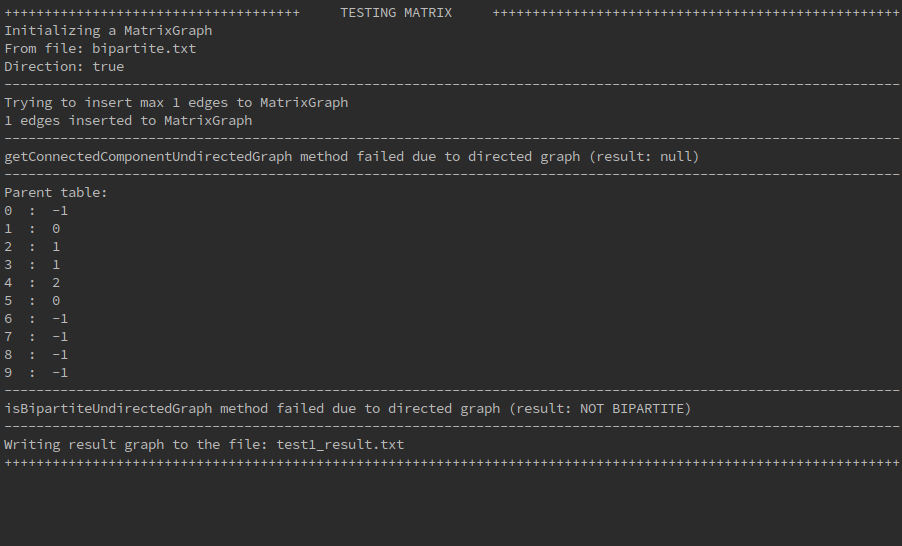 +++++++++++++++++++++++++++++++++++++     TESTING MATRIX     +++++++++++++++++++++++++++++++++++++++++++++++++++
Initializing a MatrixGraph
From file: bipartite.txt
Direction: true
----------------------------------------------------------------------------------------------------------------
Trying to insert max 1 edges to MatrixGraph
1 edges inserted to MatrixGraph
----------------------------------------------------------------------------------------------------------------
getConnectedComponentUndirectedGraph method failed due to directed graph (result: null)
----------------------------------------------------------------------------------------------------------------
Parent table:
0  :  -1
1  :  0
2  :  1
3  :  1
4  :  2
5  :  0
6  :  -1
7  :  -1
8  :  -1
9  :  -1
----------------------------------------------------------------------------------------------------------------
isBipartiteUndirectedGraph method failed due to directed graph (result: NOT BIPARTITE)
----------------------------------------------------------------------------------------------------------------
Writing result graph to the file: test1_result.txt
++++++++++++++++++++++++++++++++++++++++++++++++++++++++++++++++++++++++++++++++++++++++++++++++++++++++++++++++